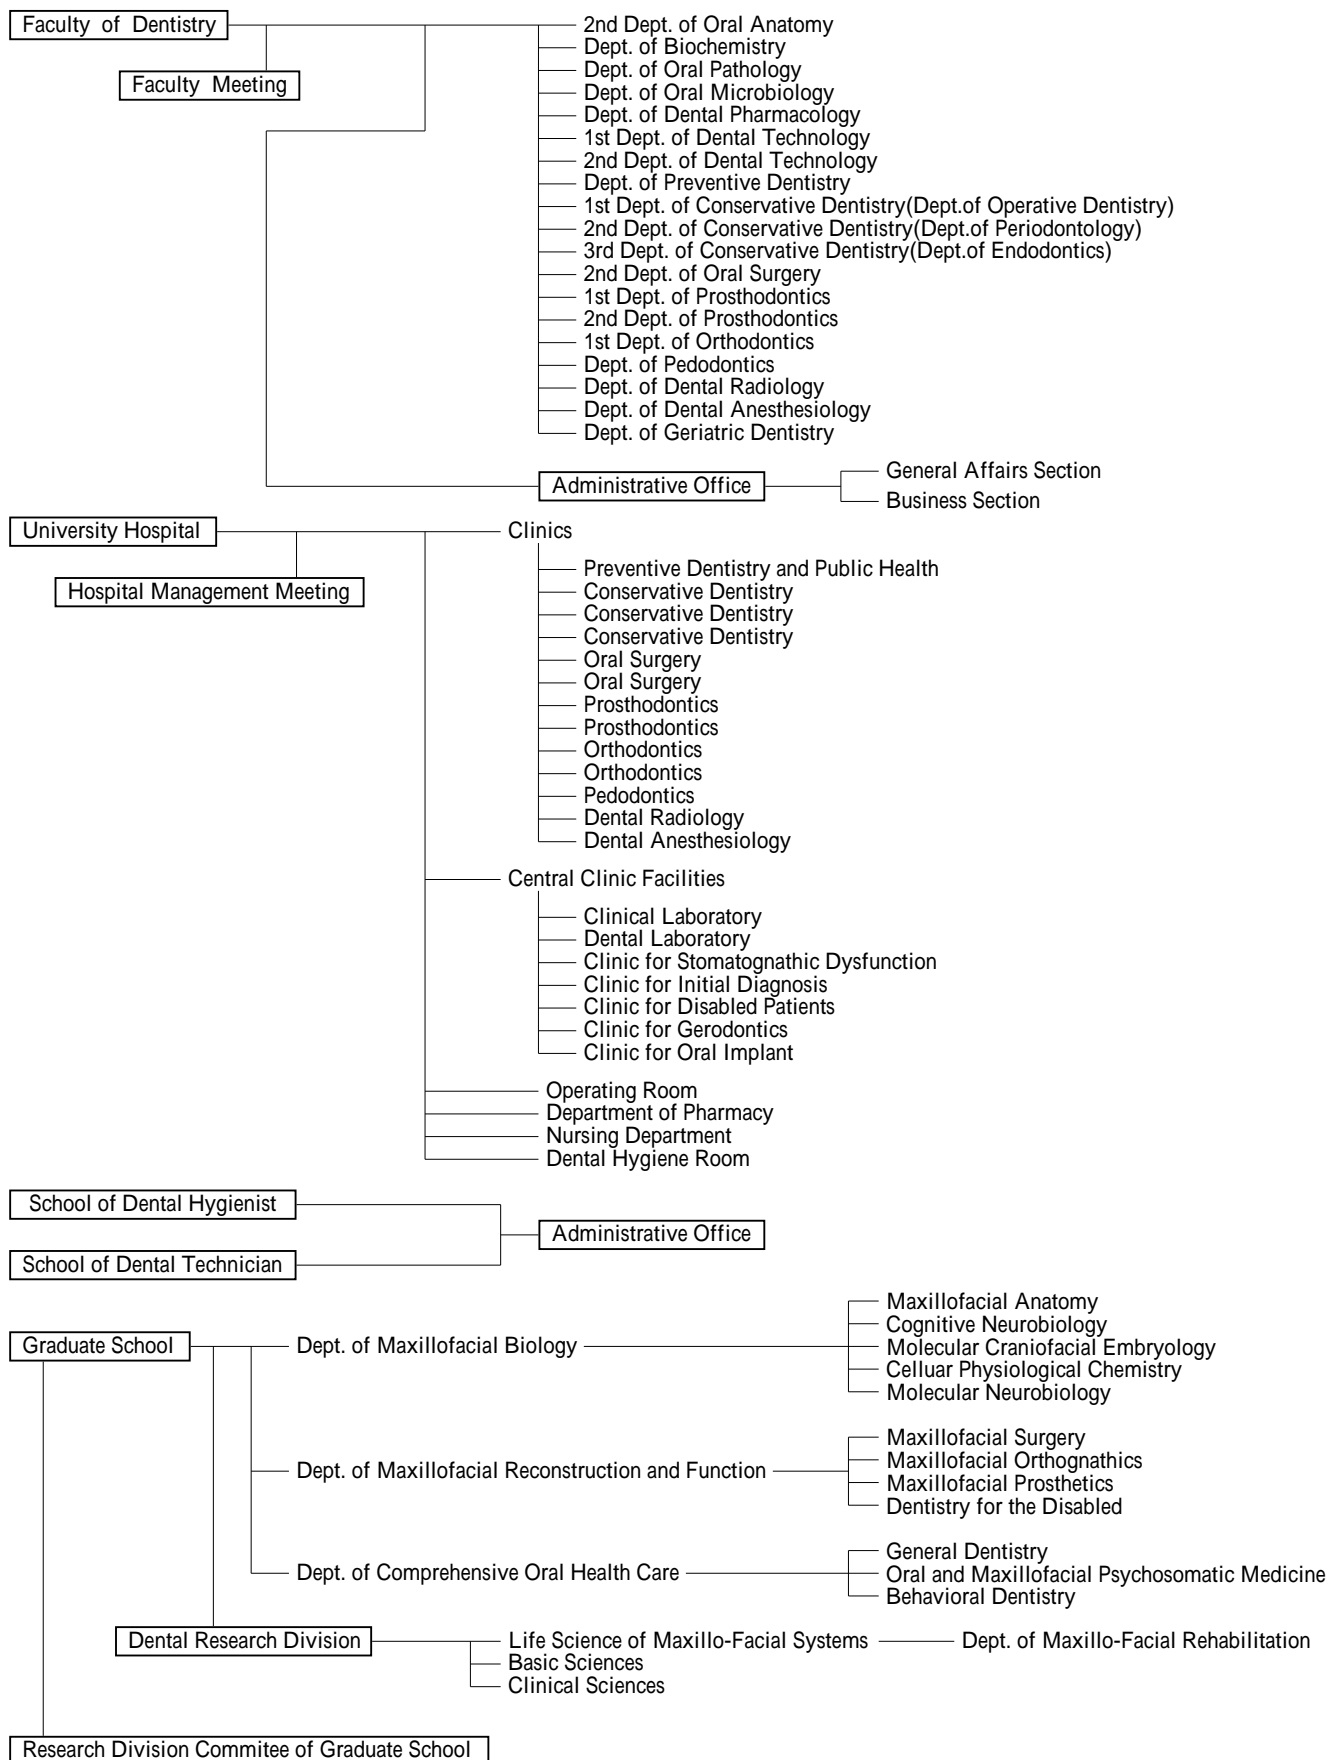 Faculty of Dentistry
Faculty Meeting
2nd Dept. of Oral Anatomy
Dept. of Biochemistry
Dept. of Oral Pathology
Dept. of Oral Microbiology
Dept. of Dental Pharmacology
1st Dept. of Dental Technology
2nd Dept. of Dental Technology
Dept. of Preventive Dentistry
1st Dept. of Conservative Dentistry(Dept.of Operative Dentistry)
2nd Dept. of Conservative Dentistry(Dept.of Periodontology)
3rd Dept. of Conservative Dentistry(Dept.of Endodontics)
2nd Dept. of Oral Surgery
1st Dept. of Prosthodontics
2nd Dept. of Prosthodontics
1st Dept. of Orthodontics
Dept. of Pedodontics
Dept. of Dental Radiology
Dept. of Dental Anesthesiology
Dept. of Geriatric Dentistry
Administrative Office
General Affairs Section
Business Section
University Hospital
Hospital Management Meeting
Clinics
Preventive Dentistry and Public Health
Conservative Dentistry
Conservative Dentistry
Conservative Dentistry
Oral Surgery
Oral Surgery
Prosthodontics
Prosthodontics
Orthodontics
Orthodontics
Pedodontics
Dental Radiology
Dental Anesthesiology
Central Clinic Facilities
Clinical Laboratory
Dental Laboratory
Clinic for Stomatognathic Dysfunction
Clinic for Initial Diagnosis
Clinic for Disabled Patients
Clinic for Gerodontics
Clinic for Oral Implant
Operating Room
Department of Pharmacy
Nursing Department
Dental Hygiene Room
School of Dental Hygienist
School of Dental Technician
Administrative Office
Graduate School
Dept. of Maxillofacial Biology
Maxillofacial Anatomy
Cognitive Neurobiology
Molecular Craniofacial Embryology
Celluar Physiological Chemistry
Molecular Neurobiology
Dept. of Maxillofacial Reconstruction and Function
Maxillofacial Surgery
Maxillofacial Orthognathics
Maxillofacial Prosthetics
Dentistry for the Disabled
Dept. of Comprehensive Oral Health Care
General Dentistry
Oral and Maxillofacial Psychosomatic Medicine
Behavioral Dentistry
Dental Research Division
Life Science of Maxillo-Facial Systems
Dept. of Maxillo-Facial Rehabilitation
Basic Sciences
Clinical Sciences
Research Division Commitee of Graduate School